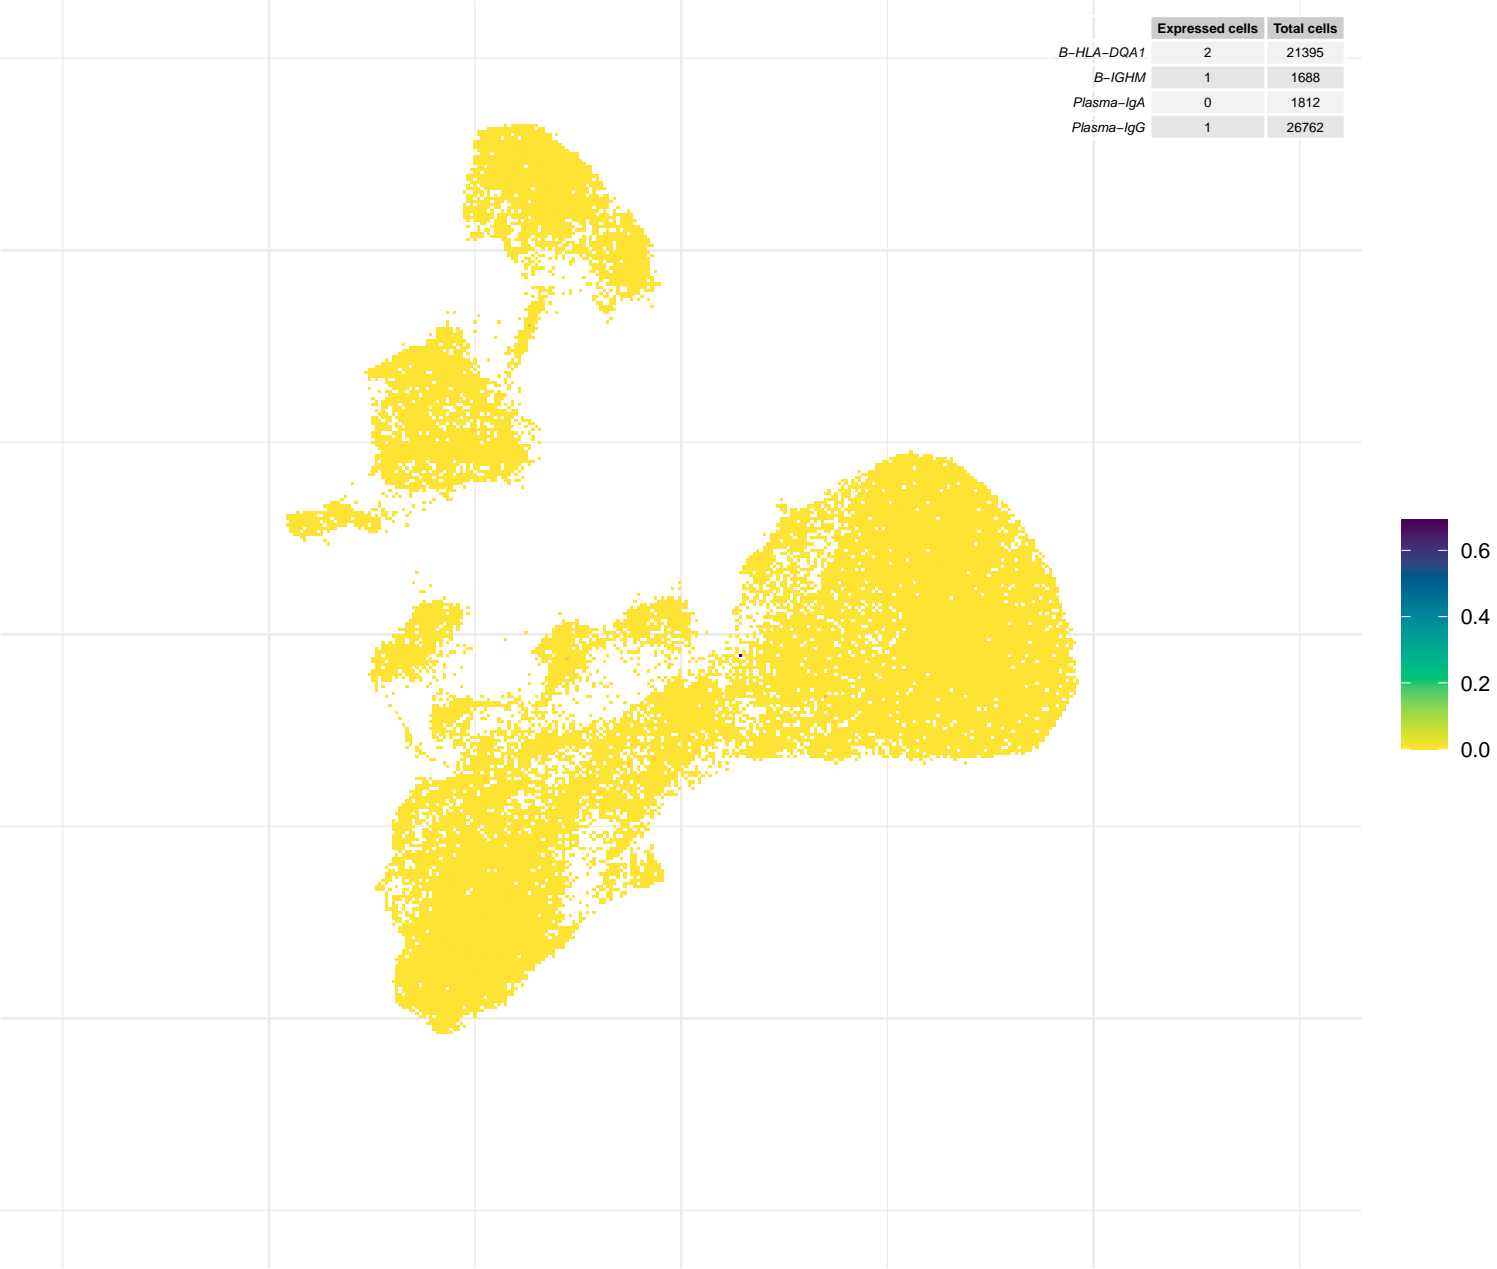 Expressed cells Total cells
B−HLA−DQA1 2 21395
B−IGHM 1 1688
Plasma−IgA 0 1812
Plasma−IgG 1 26762
0.6
0.4
0.2
0.0